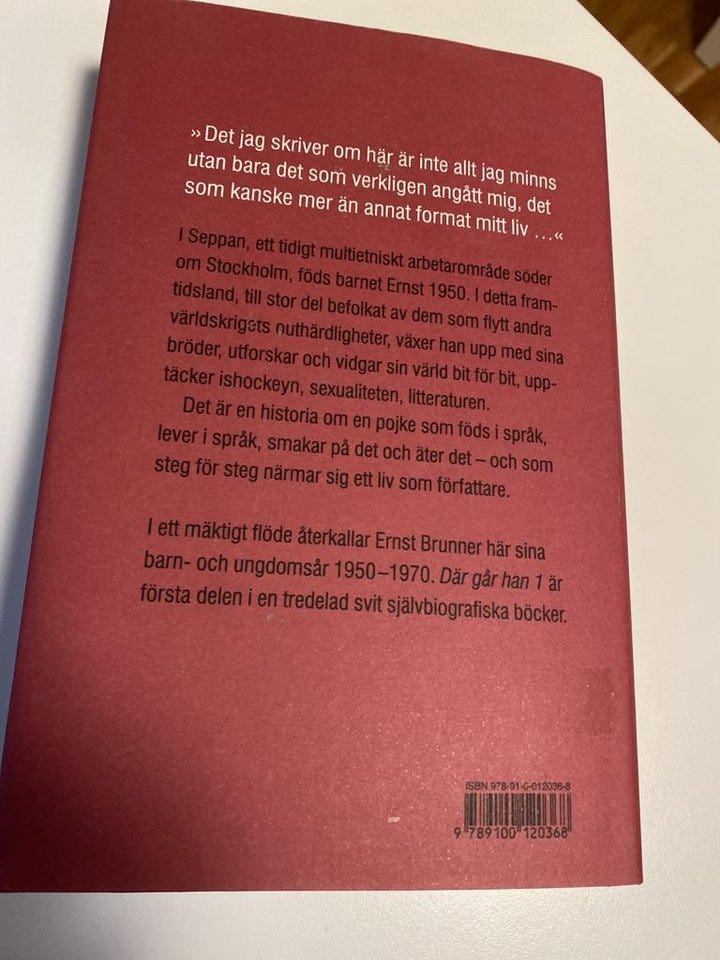 »Det jag skriver om här är inte allt jag minns
utan bara det som verkligen angått mig, det
som kanske mer än annat format mitt liv …«
I Seppan, ett tidigt multietniskt arbetarområde söder
om Stockholm, föds barnet Ernst 1950. I detta fram-
tidsland, till stor del befolkat av dem som flytt andra
världskrigets outhärdligheter, växer han upp med sina
bröder, utforskar och vidgar sin värld bit för bit, upp-
täcker ishockeyn, sexualiteten, litteraturen.
Det är en historia om en pojke som föds i språk,
lever i språk, smakar på det och äter det – och som
steg för steg närmar sig ett liv som författare.
I ett mäktigt flöde återkallar Ernst Brunner här sina
barn- och ungdomsår 1950–1970. Där går han 1 är
första delen i en tredelad svit självbiografiska böcker.
ISBN 978-91-0-012036-8
9 789100 120368